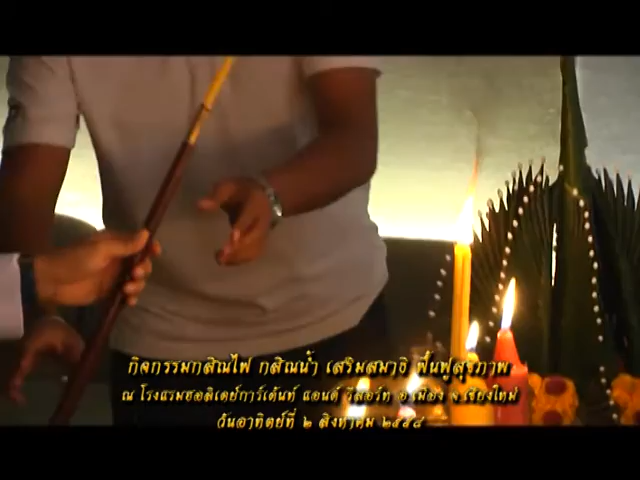 กิจกรรมกสิณไฟ กสิณน้ำ เสริมสมาธิ ฟื้นฟูสุขภาพ
ณ โรงแรมฮอลิเดย์การ์เด้นท์ แอนด์ รีสอร์ท อ.เมือง จ.เชียงใหม่
วันอาทิตย์ที่ ๒ สิงหาคม ๒๕๕๔